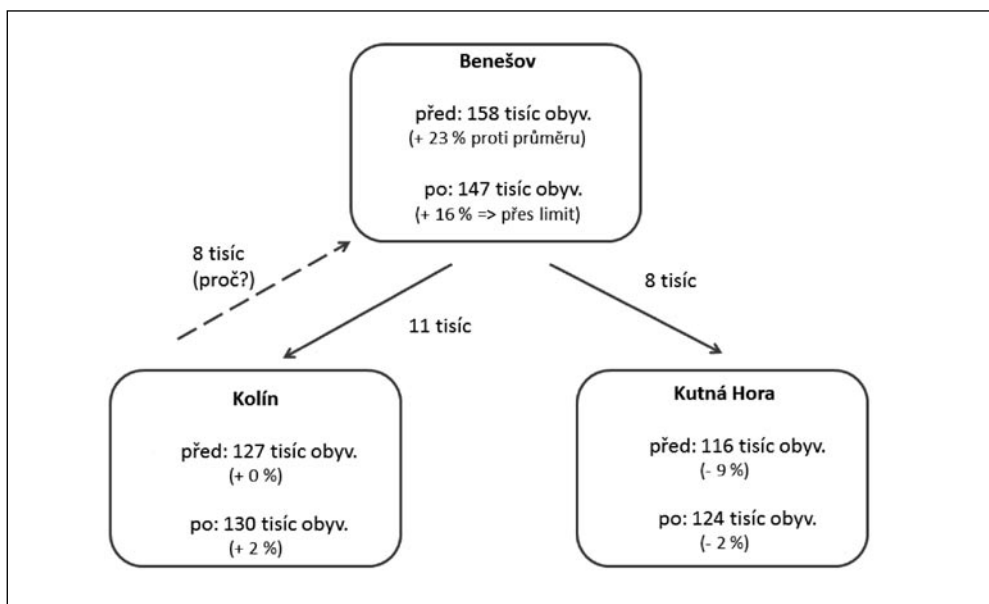 Benešov
před: 158 tisíc obyv.
(+ 23 % proti průměru)
po: 147 tisíc obyv.
(+ 16 % => přes limit)
8 tisíc
(proč?)
11 tisíc
8 tisíc
Kolín
před: 127 tisíc obyv.
(+ 0 %)
po: 130 tisíc obyv.
(+ 2 %)
Kutná Hora
před: 116 tisíc obyv.
(- 9 %)
po: 124 tisíc obyv.
(- 2 %)